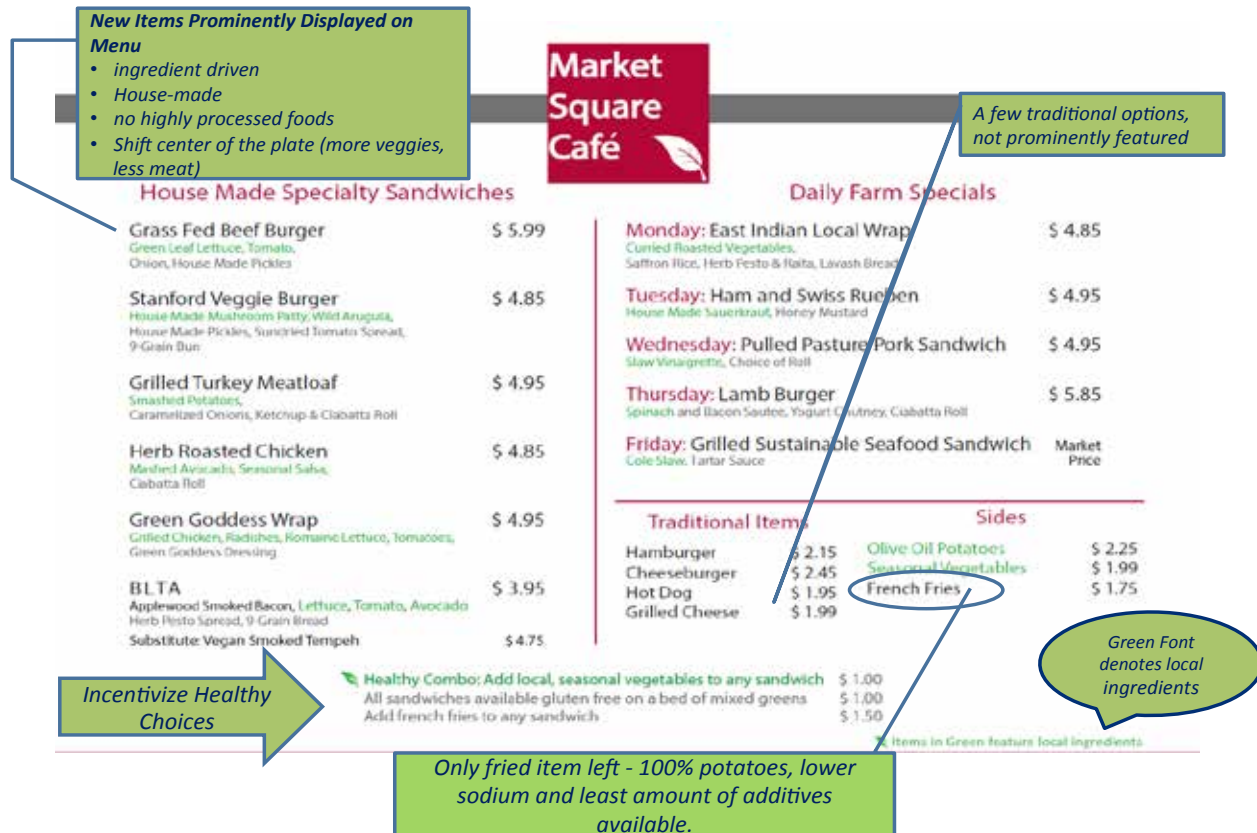 New Items Prominently Displayed on
Menu
• ingredient driven
• House-made
• no highly processed foods
• Shift center of the plate (more veggies,
less meat)
Market
Square
Café
A few traditional options,
not prominently featured
House Made Specialty Sandwiches
Grass Fed Beef Burger $ 5.99
Green Leaf Lettuce, Tomato,
Onion, House Made Pickles
Stanford Veggie Burger $ 4.85
House Made Mushroom Patty, Wild Arugula,
House Made Pickles, Sundried Tomato Spread,
9-Grain Bun
Grilled Turkey Meatloaf $ 4.95
Smashed Potatoes,
Caramelized Onions, Ketchup & Ciabatta Roll
Herb Roasted Chicken $ 4.85
Mashed Avocado, Seasonal Salsa,
Ciabatta Roll
Green Goddess Wrap $ 4.95
Grilled Chicken, Radishes, Romaine Lettuce, Tomatoes,
Green Goddess Dressing
BLTA $ 3.95
Applewood Smoked Bacon, Lettuce, Tomato, Avocado
Herb Pesto Spread, 9-Grain Bread
Substitute: Vegan Smoked Tempeh $ 4.75
Daily Farm Specials
Monday: East Indian Local Wrap $ 4.85
Curried Roasted Vegetables,
Saffron Rice, Herb Pesto & Raita, Lavash Bread
Tuesday: Ham and Swiss Rueben $ 4.95
House Made Sauerkraut, Honey Mustard
Wednesday: Pulled Pasture Pork Sandwich $ 4.95
Slaw Vinaigrette, Choice of Roll
Thursday: Lamb Burger $ 5.85
Spinach and Bacon Sautee, Yogurt Chutney, Ciabatta Roll
Friday: Grilled Sustainable Seafood Sandwich Market
Price
Cole Slaw, Tartar Sauce
Traditional Items
Hamburger $ 2.15
Cheeseburger $ 2.45
Hot Dog $ 1.95
Grilled Cheese $ 1.99
Sides
Olive Oil Potatoes $ 2.25
Seasonal Vegetables $ 1.99
French Fries $ 1.75
Incentivize Healthy
Choices
Healthy Combo: Add local, seasonal vegetables to any sandwich $ 1.00
All sandwiches available gluten free on a bed of mixed greens $ 1.00
Add french fries to any sandwich $ 1.50
Green Font
denotes local
ingredients
Items in Green feature local ingredients
Only fried item left - 100% potatoes, lower
sodium and least amount of additives
available.